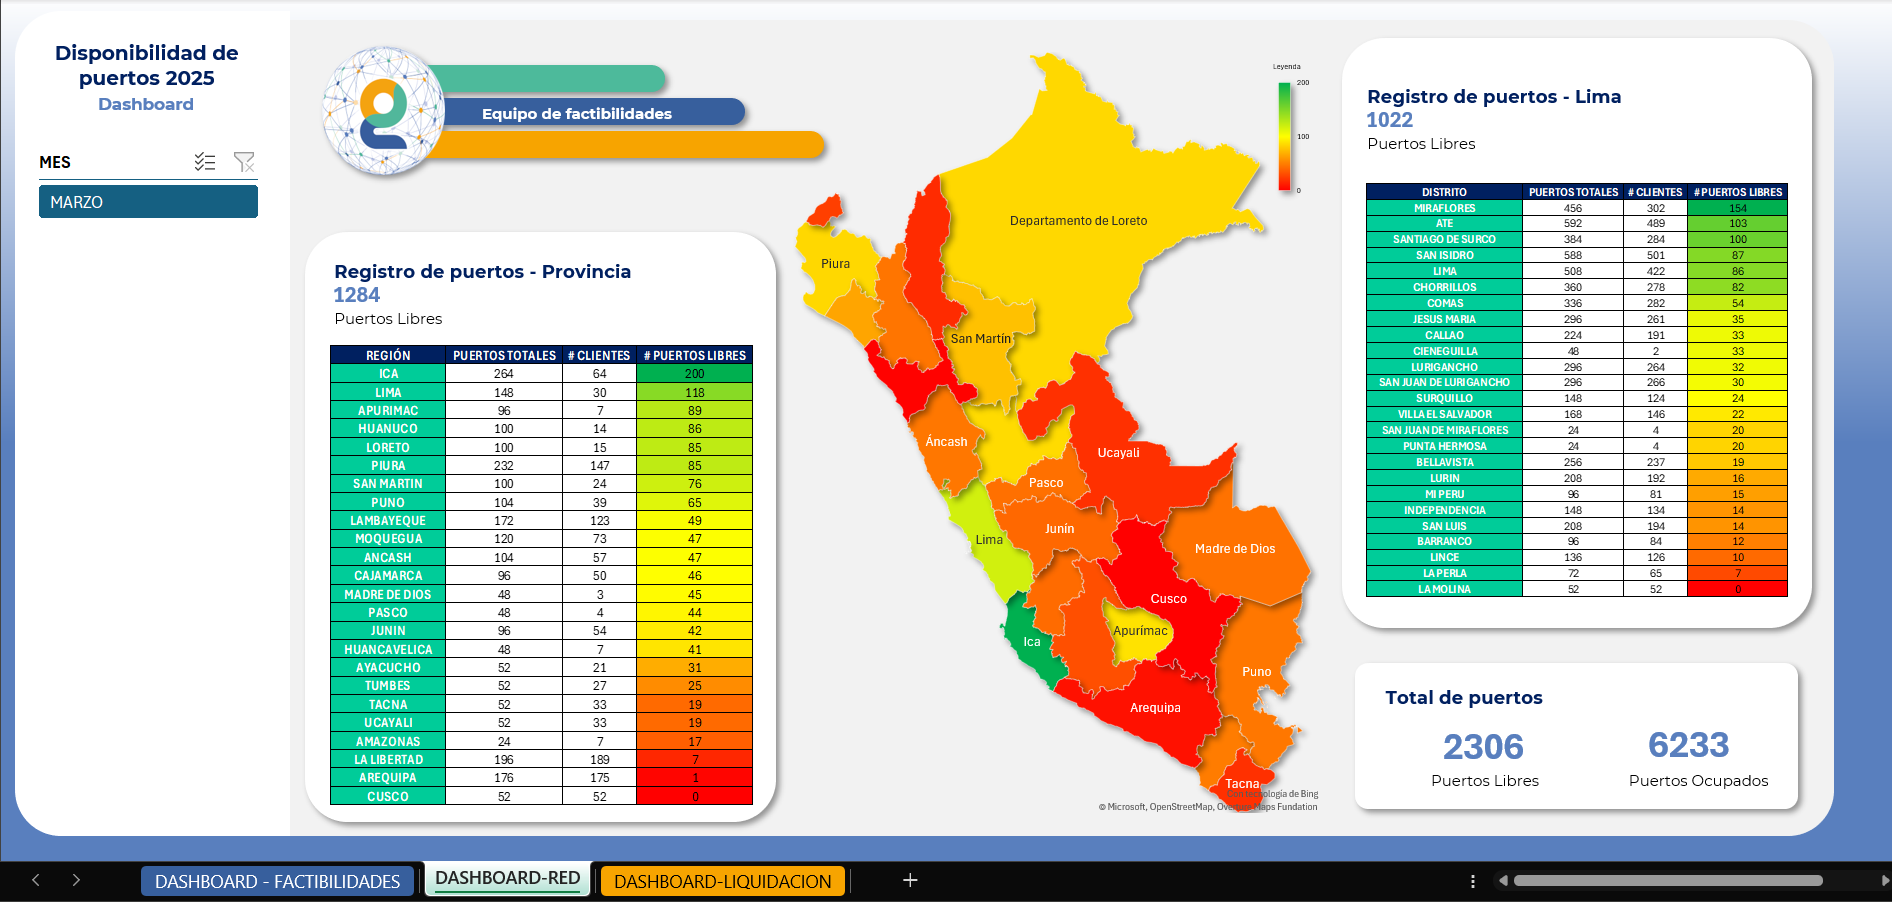 Disponibilidad de
puertos 2025
Dashboard
MES
MARZO
Equipo de factibilidades
Registro de puertos - Provincia
1284
Puertos Libres
REGIÓN PUERTOS TOTALES # CLIENTES # PUERTOS LIBRES
ICA 264 64 200
LIMA 148 30 118
APURIMAC 96 7 89
HUANUCO 100 14 86
LORETO 100 15 85
PIURA 232 147 85
SAN MARTIN 100 24 76
PUNO 104 39 65
LAMBAYEQUE 172 123 49
MOQUEGUA 120 73 47
ANCASH 104 57 47
CAJAMARCA 96 50 46
MADRE DE DIOS 48 3 45
PASCO 48 4 44
JUNIN 96 54 42
HUANCAVELICA 48 7 41
AYACUCHO 52 21 31
TUMBES 52 27 25
TACNA 52 33 19
UCAYALI 52 33 19
AMAZONAS 24 7 17
LA LIBERTAD 196 189 7
AREQUIPA 176 175 1
CUSCO 52 52 0
Leyenda
200
100
0
Departamento de Loreto
Piura
San Martín
Áncash
Ucayali
Pasco
Junín
Lima
Madre de Dios
Cusco
Apurímac
Ica
Puno
Arequipa
Tacna
Con tecnología de Bing
© Microsoft, OpenStreetMap, Overture Maps Fundation
Registro de puertos - Lima
1022
Puertos Libres
DISTRITO PUERTOS TOTALES # CLIENTES # PUERTOS LIBRES
MIRAFLORES 456 302 154
ATE 592 489 103
SANTIAGO DE SURCO 384 284 100
SAN ISIDRO 588 501 87
LIMA 508 422 86
CHORRILLOS 360 278 82
COMAS 336 282 54
JESUS MARIA 296 261 35
CALLAO 224 191 33
CIENEGUILLA 48 2 33
LURIGANCHO 296 264 32
SAN JUAN DE LURIGANCHO 296 266 30
SURQUILLO 148 124 24
VILLA EL SALVADOR 168 146 22
SAN JUAN DE MIRAFLORES 24 4 20
PUNTA HERMOSA 24 4 20
BELLAVISTA 256 237 19
LURIN 208 192 16
MI PERU 96 81 15
INDEPENDENCIA 148 134 14
SAN LUIS 208 194 14
BARRANCO 96 84 12
LINCE 136 126 10
LA PERLA 72 65 7
LA MOLINA 52 52 0
Total de puertos
2306 6233
Puertos Libres Puertos Ocupados
DASHBOARD - FACTIBILIDADES DASHBOARD-RED DASHBOARD-LIQUIDACION